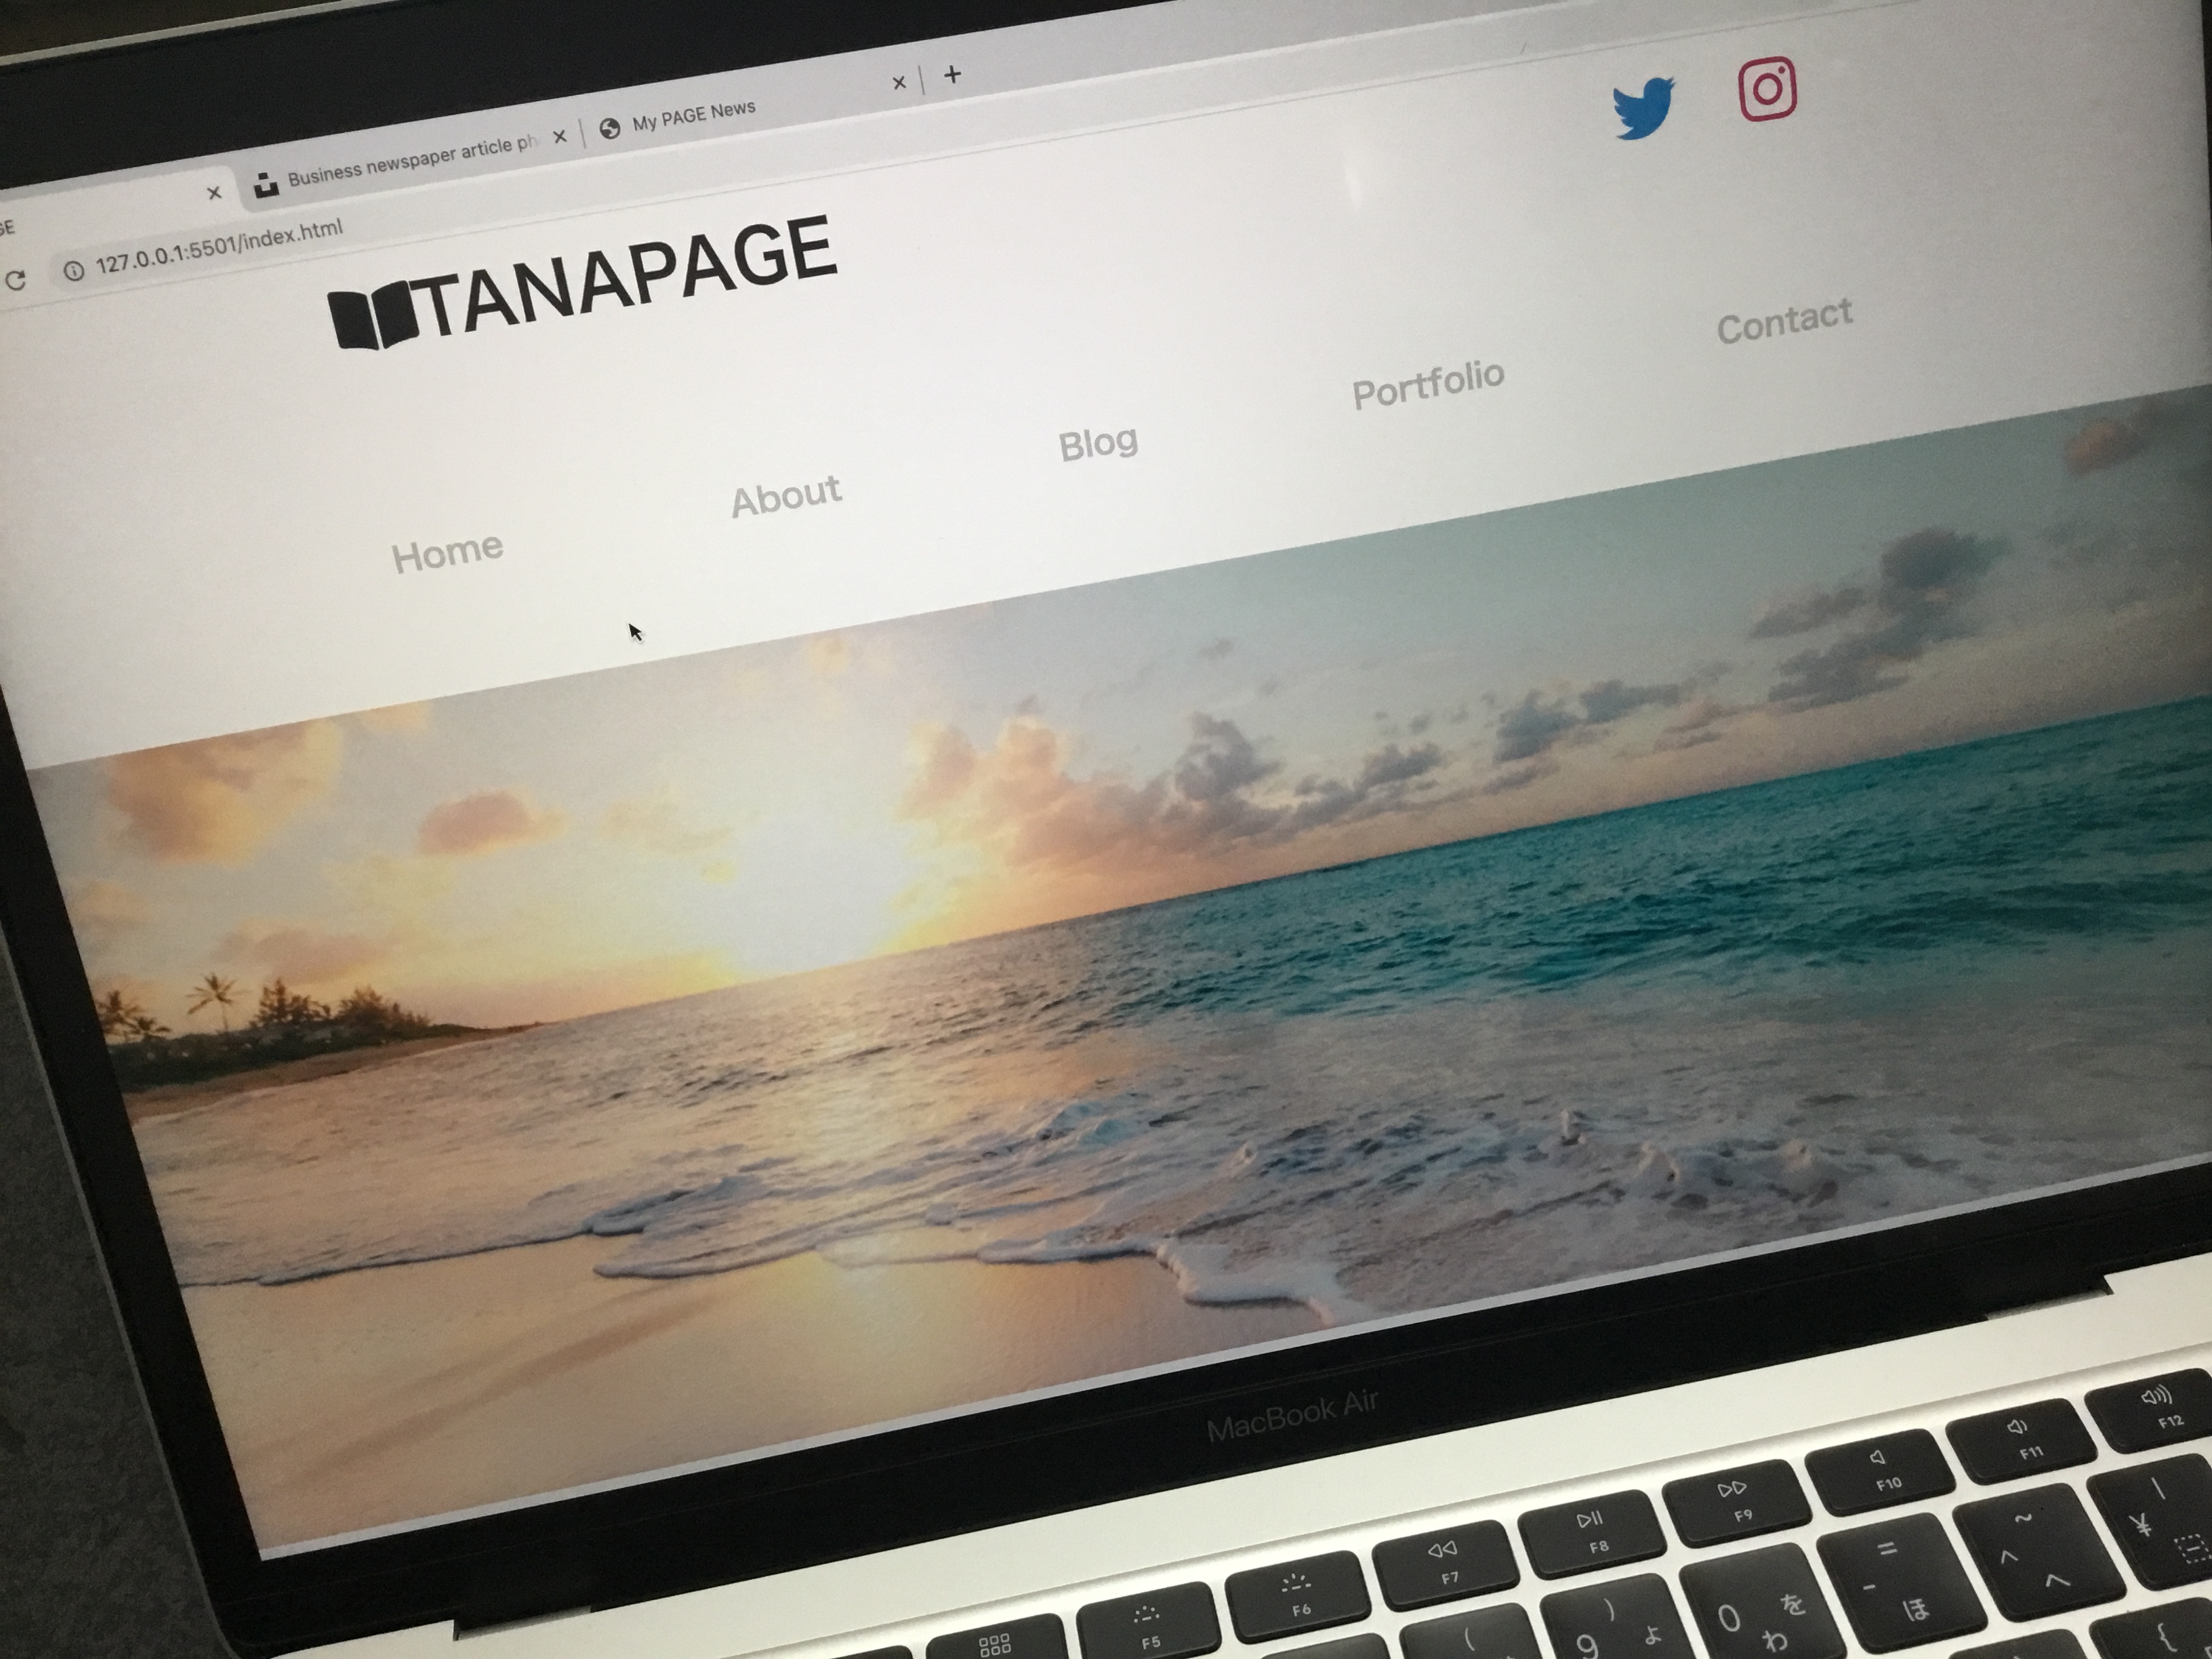 Business newspaper article ph
My PAGE News
127.0.0.1:5501/index.html
TANAPAGE
Home About Blog Portfolio Contact
MacBook Air
F5 F6 F7 F8 F9 F10 F11 F12
( ) 9 よ 0 を わ = - ほ ~ ^ へ | ¥ {